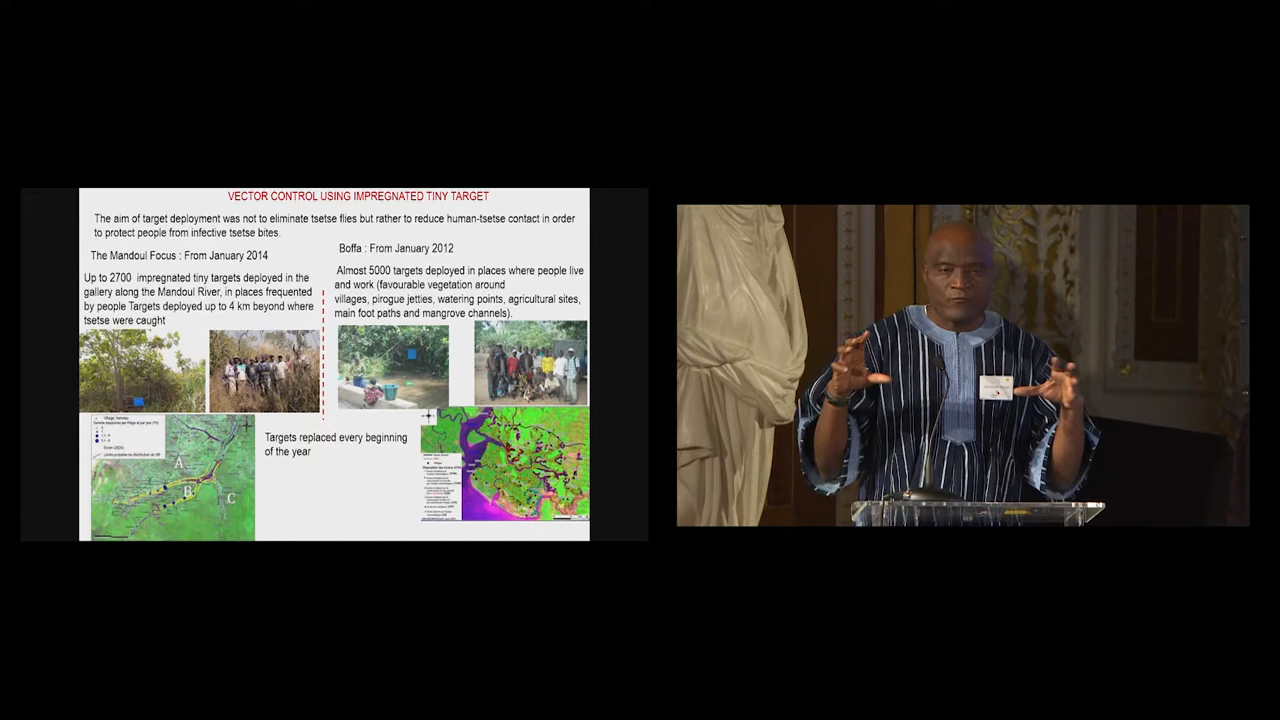 VECTOR CONTROL USING IMPREGNATED TINY TARGET
The aim of target deployment was not to eliminate tsetse flies but rather to reduce human-tsetse contact in order
to protect people from infective tsetse bites.
The Mandoul Focus : From January 2014
Up to 2700 impregnated tiny targets deployed in the
gallery along the Mandoul River, in places frequented
by people Targets deployed up to 4 km beyond where
tsetse were caught
Boffa : From January 2012
Almost 5000 targets deployed in places where people live
and work (favourable vegetation around
villages, pirogue jetties, watering points, agricultural sites,
main foot paths and mangrove channels).
Targets replaced every beginning
of the year
B
C